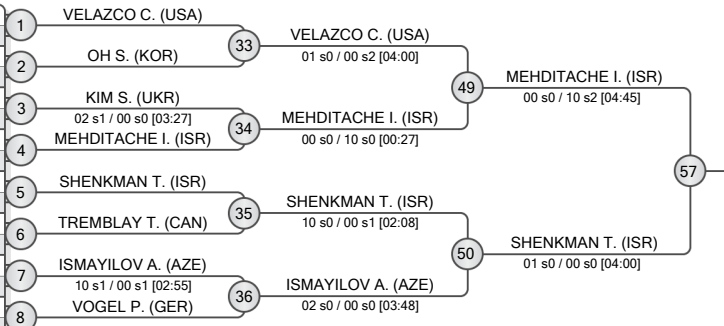 1
VELAZCO C. (USA)
2
OH S. (KOR)
3
KIM S. (UKR)
02 s1 / 00 s0 [03:27]
4
MEHDITACHE I. (ISR)
5
SHENKMAN T. (ISR)
6
TREMBLAY T. (CAN)
7
ISMAYILOV A. (AZE)
10 s1 / 00 s1 [02:55]
8
VOGEL P. (GER)
33
VELAZCO C. (USA)
01 s0 / 00 s2 [04:00]
34
MEHDITACHE I. (ISR)
00 s0 / 10 s0 [00:27]
35
SHENKMAN T. (ISR)
10 s0 / 00 s1 [02:08]
36
ISMAYILOV A. (AZE)
02 s0 / 00 s0 [03:48]
49
MEHDITACHE I. (ISR)
00 s0 / 10 s2 [04:45]
50
SHENKMAN T. (ISR)
01 s0 / 00 s0 [04:00]
57